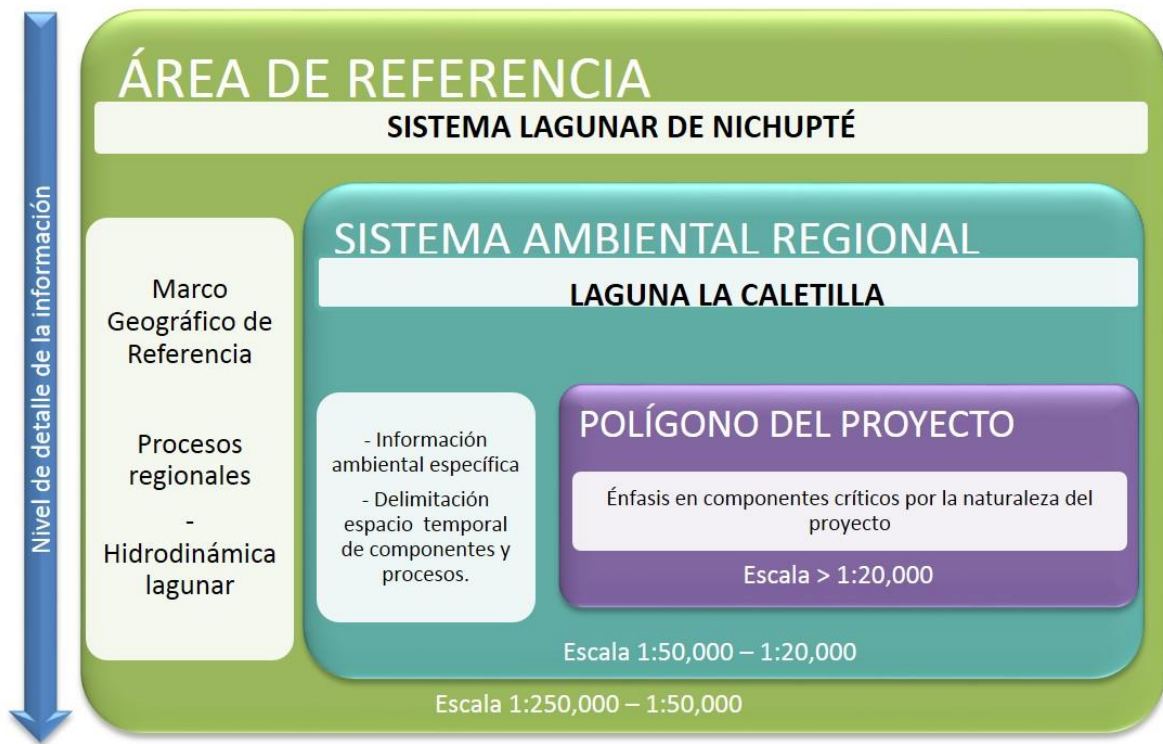 Nivel de detalle de la información
ÁREA DE REFERENCIA
SISTEMA LAGUNAR DE NICHUPTÉ
Marco
Geográfico de
Referencia
Procesos
regionales
-
Hidrodinámica
lagunar
SISTEMA AMBIENTAL REGIONAL
LAGUNA LA CALETILLA
- Información
ambiental específica
- Delimitación
espacio temporal
de componentes y
procesos.
POLÍGONO DEL PROYECTO
Énfasis en componentes críticos por la naturaleza del
proyecto
Escala > 1:20,000
Escala 1:50,000 – 1:20,000
Escala 1:250,000 – 1:50,000